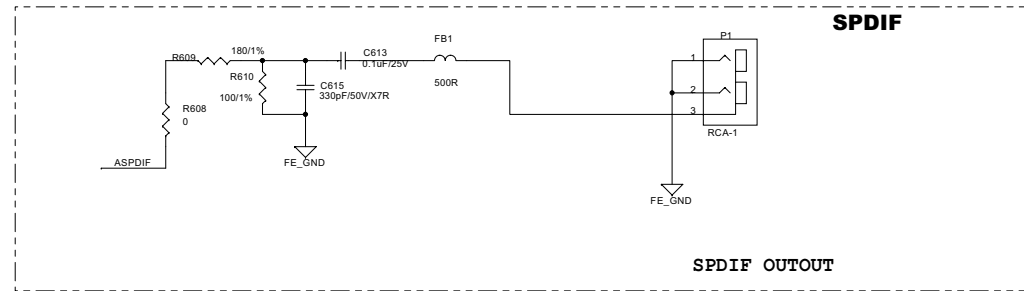 SPDIF
FB1
P1
180/1%
C613
0.1uF/25V
R609
1
R610
C615
330pF/50V/X7R
500R
2
100/1%
R608
0
3
RCA-1
ASPDIF
FE_GND
FE_GND
SPDIF OUTOUT